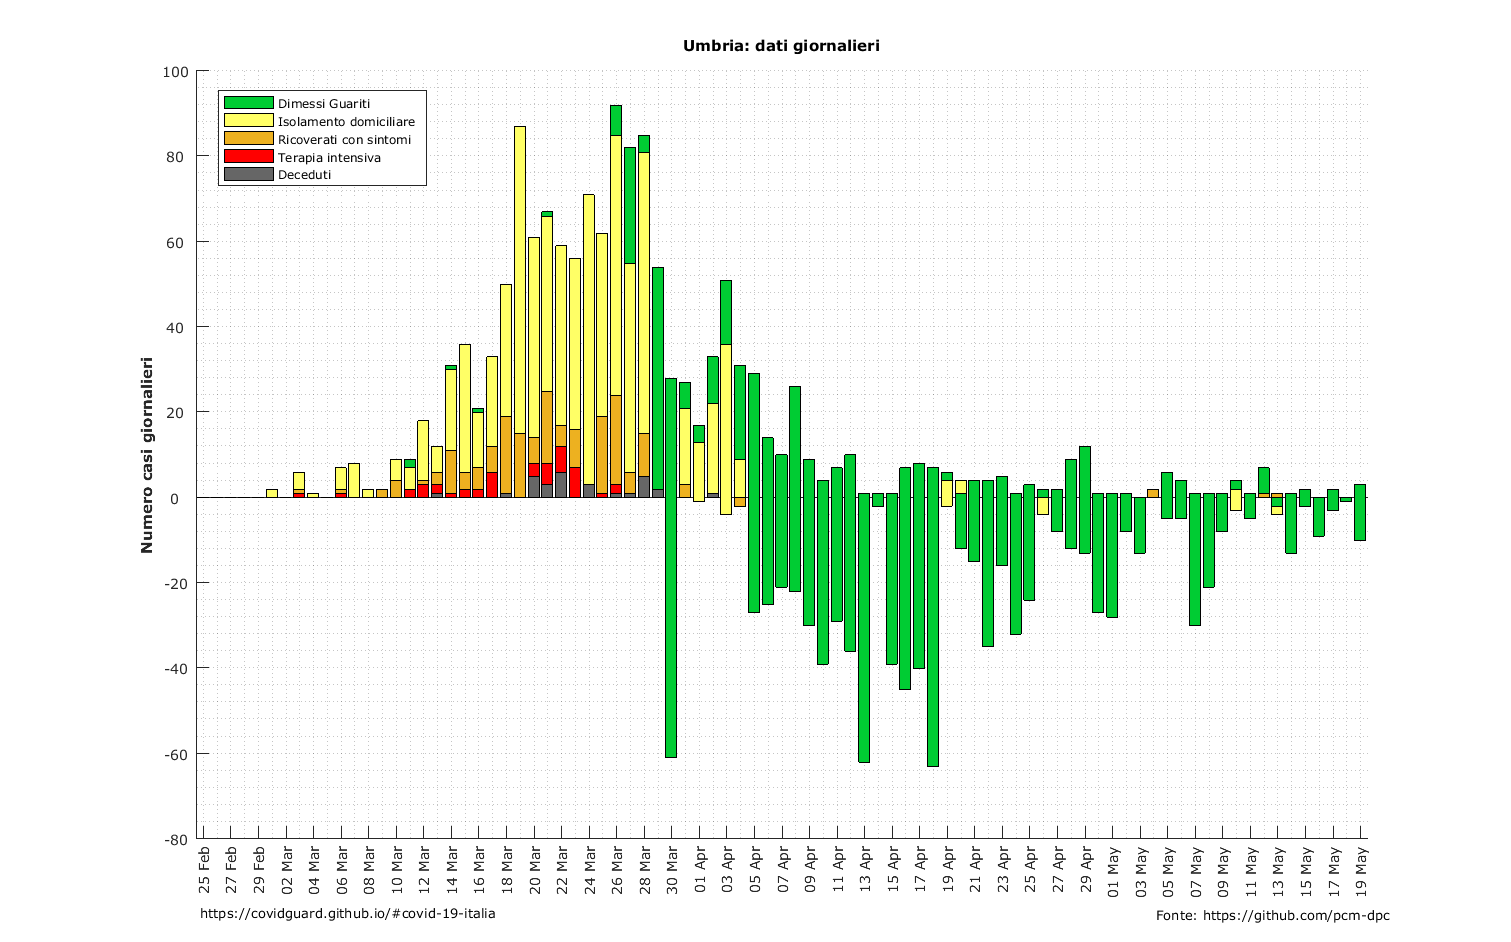 Umbria: dati giornalieri
100
80
60
40
20
0
-20
-40
-60
-80
Numero casi giornalieri
Dimessi Guariti
Isolamento domiciliare
Ricoverati con sintomi
Terapia intensiva
Deceduti
25 Feb
27 Feb
29 Feb
02 Mar
04 Mar
06 Mar
08 Mar
10 Mar
12 Mar
14 Mar
16 Mar
18 Mar
20 Mar
22 Mar
24 Mar
26 Mar
28 Mar
30 Mar
01 Apr
03 Apr
05 Apr
07 Apr
09 Apr
11 Apr
13 Apr
15 Apr
17 Apr
19 Apr
21 Apr
23 Apr
25 Apr
27 Apr
29 Apr
01 May
03 May
05 May
07 May
09 May
11 May
13 May
15 May
17 May
19 May
https://covidguard.github.io/#covid-19-italia
Fonte: https://github.com/pcm-dpc